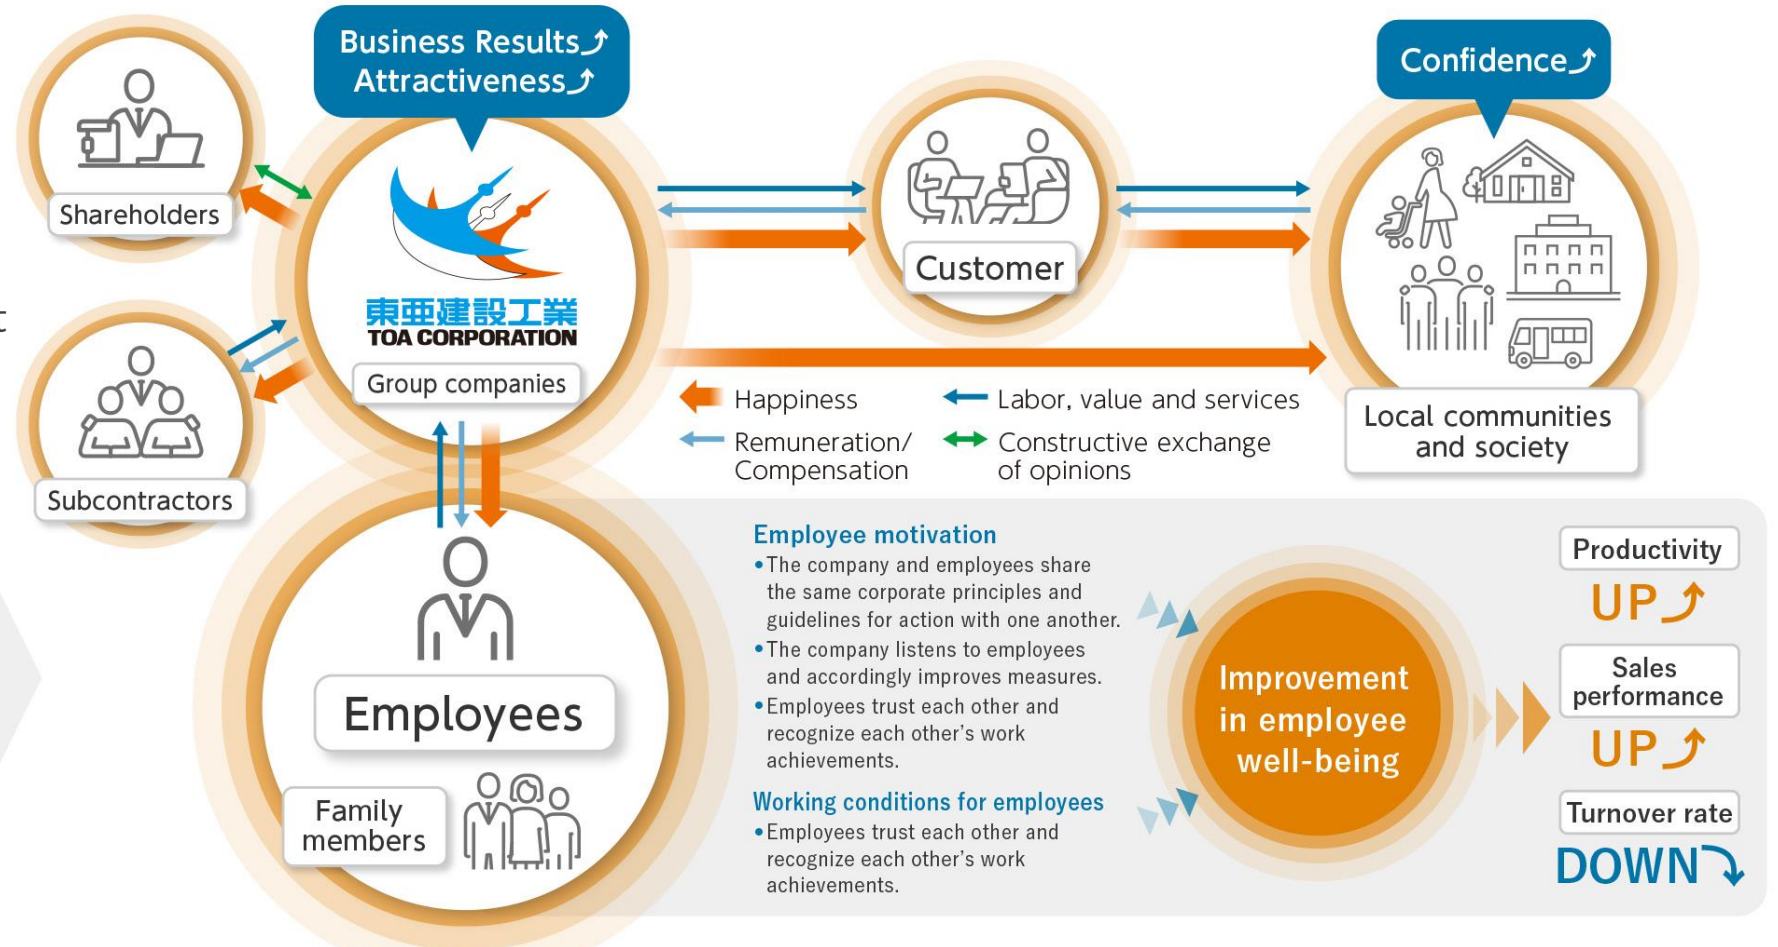 Business Results
Attractiveness
Confidence
Shareholders
東亜建設工業
TOA CORPORATION
Group companies
Customer
Local communities
and society
t
Subcontractors
Happiness
Labor, value and services
Remuneration/
Compensation
Constructive exchange
of opinions
Employees
Family
members
Employee motivation
•The company and employees share
the same corporate principles and
guidelines for action with one another.
•The company listens to employees
and accordingly improves measures.
•Employees trust each other and
recognize each other's work
achievements.
Working conditions for employees
•Employees trust each other and
recognize each other's work
achievements.
Improvement
in employee
well-being
Productivity
UP
Sales
performance
UP
Turnover rate
DOWN